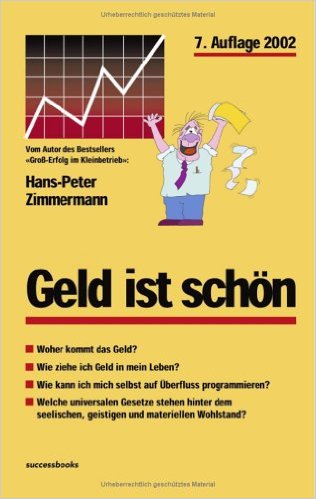 Urheberrechtlich geschütztes Material
7. Auflage 2002
Vom Autor des Bestsellers
«Groß-Erfolg im Kleinbetrieb»:
Hans-Peter
Zimmermann
Geld ist schön
Woher kommt das Geld?
Wie ziehe ich Geld in mein Leben?
Wie kann ich mich selbst auf Überfluss programmieren?
Welche universalen Gesetze stehen hinter dem
seelischen, geistigen und materiellen Wohlstand?
successbooks
Urheberrechtlich geschütztes Material